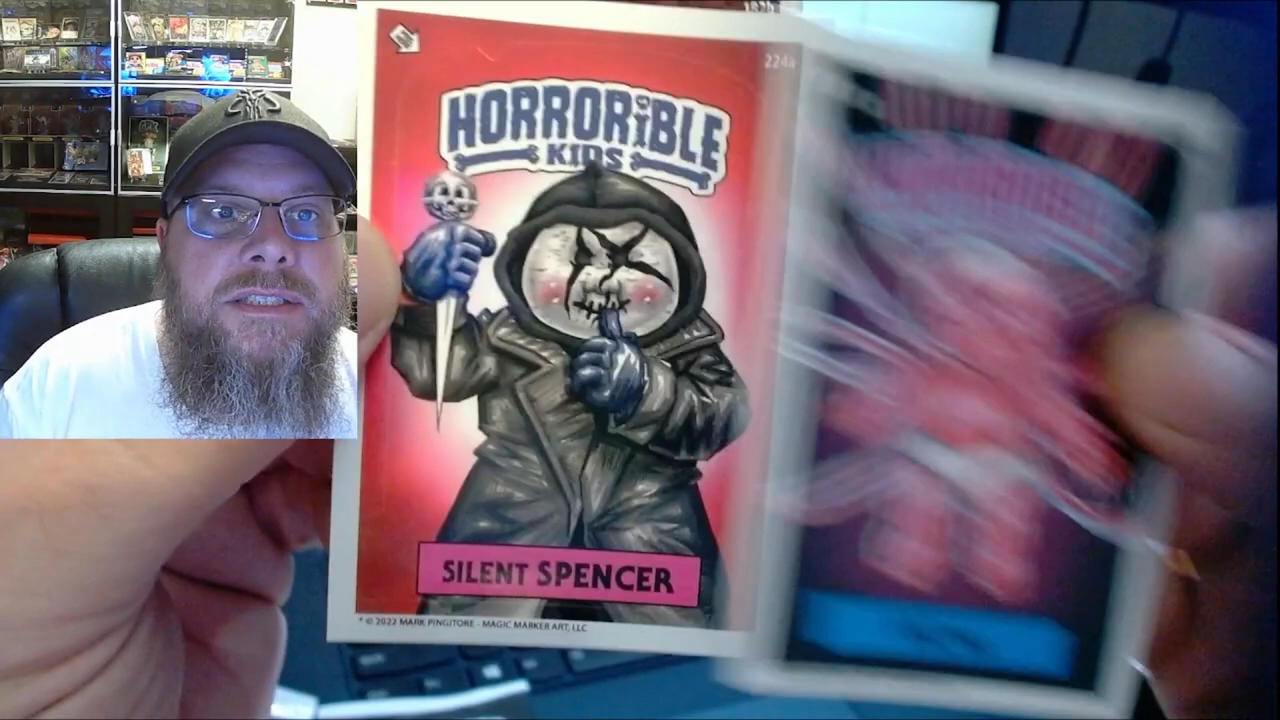 224a
HORRORIBLE
KIDS
SILENT SPENCER
* © 2022 MARK PINGITORE - MAGIC MARKER ART, LLC